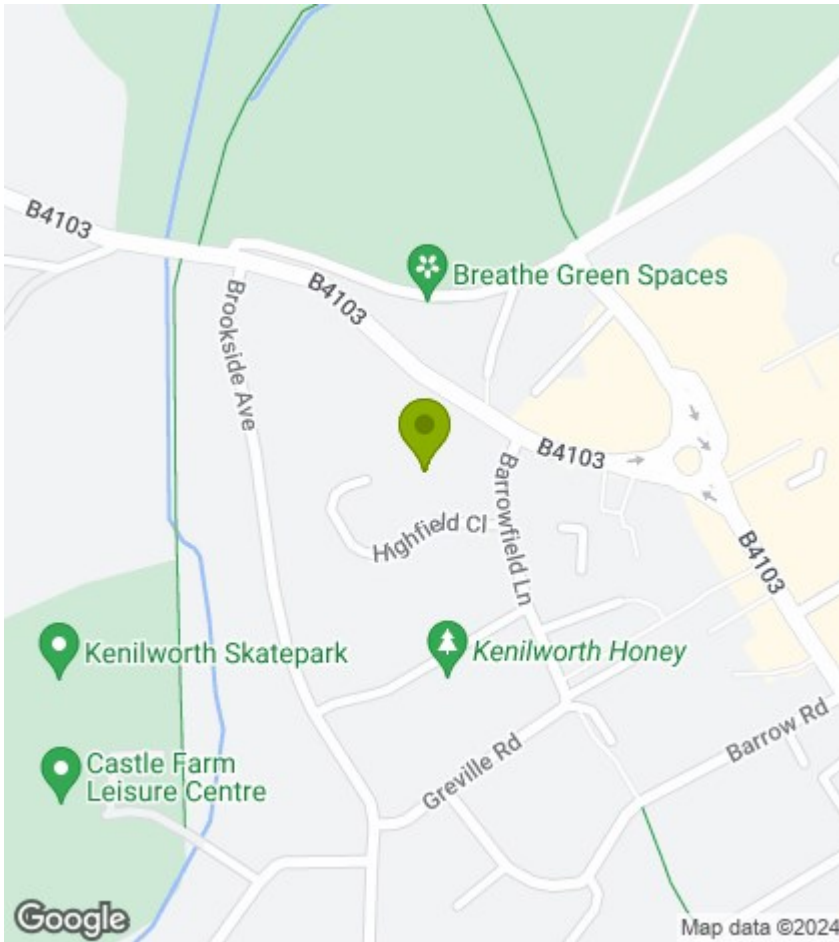 B4103
Breathe Green Spaces
B4103
Brookside Ave
B4103
Barrowfield Ln
Highfield Cl
B4103
Kenilworth Skatepark
Kenilworth Honey
Castle Farm
Leisure Centre
Greville Rd
Barrow Rd
Google
Map data ©2024